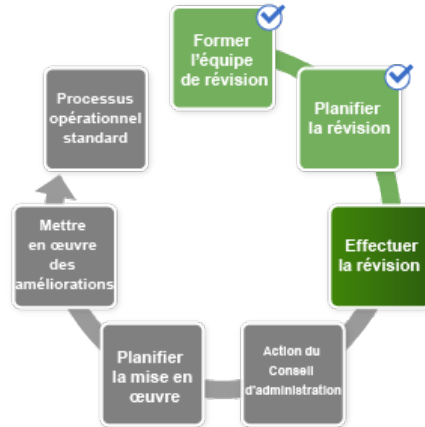 Former
l'équipe
de révision
Planifier
la révision
Effectuer
la révision
Action du
Conseil
d'administration
Planifier
la mise en
œuvre
Mettre
en œuvre
des
améliorations
Processus
opérationnel
standard